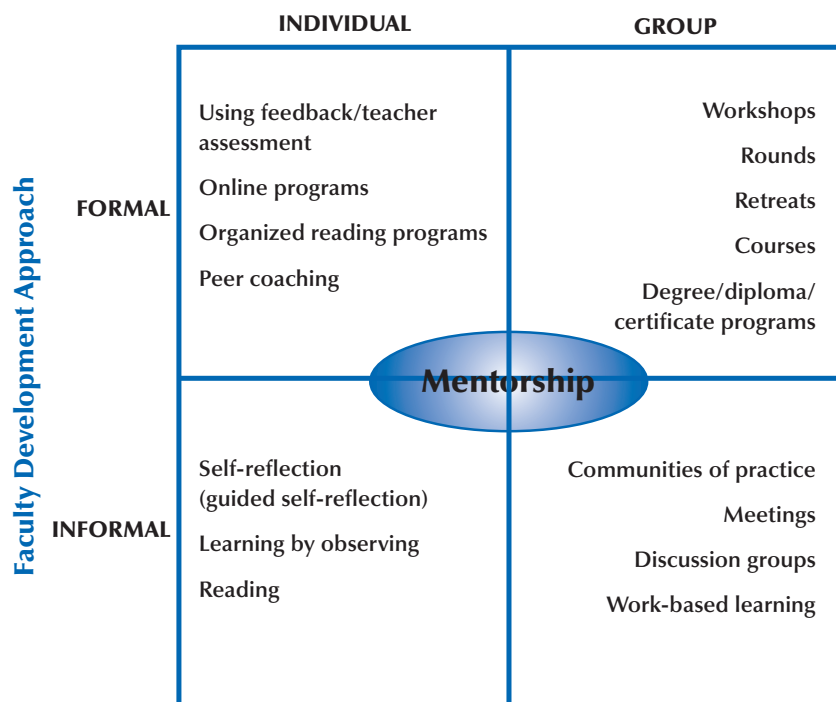 INDIVIDUAL
GROUP
Faculty Development Approach
FORMAL
Using feedback/teacher
assessment
Online programs
Organized reading programs
Peer coaching
Workshops
Rounds
Retreats
Courses
Degree/diploma/
certificate programs
Mentorship
INFORMAL
Self-reflection
(guided self-reflection)
Learning by observing
Reading
Communities of practice
Meetings
Discussion groups
Work-based learning